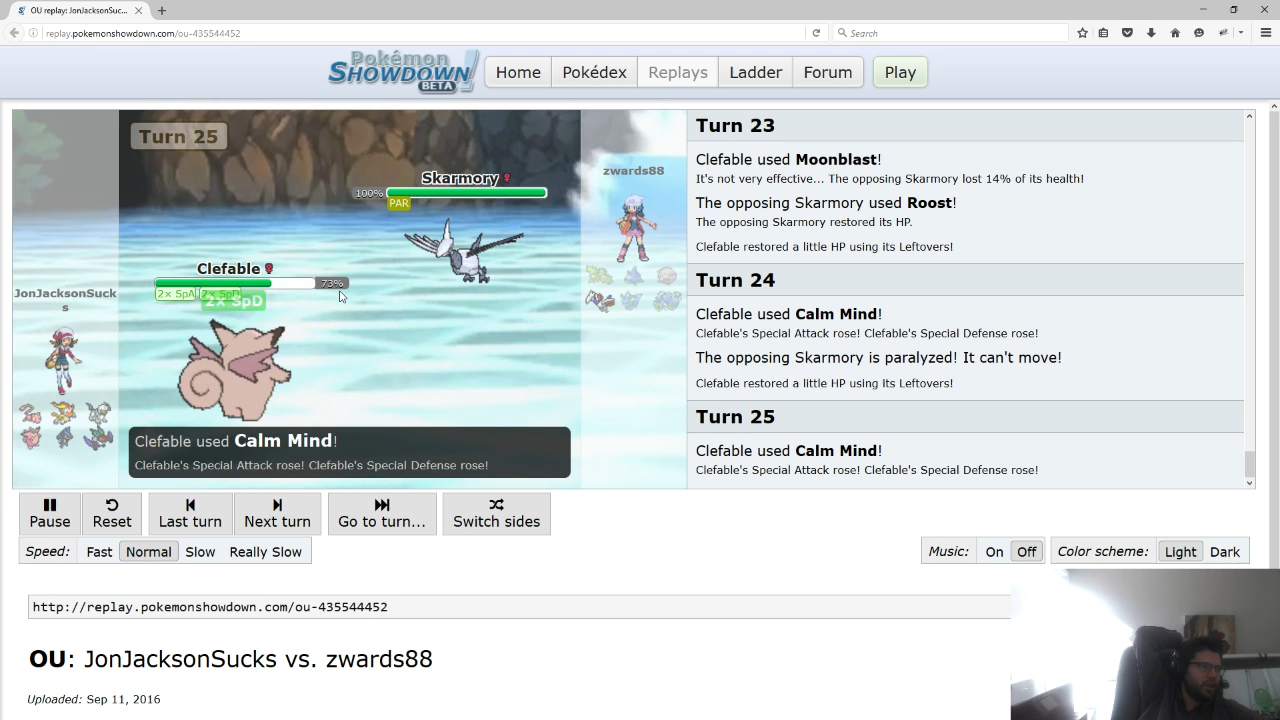 OU replay: JonJacksonSuc...
replay.pokemonshowdown.com/ou-435544452
Search
Pokémon
SHOWDOWN!
BETA
Home
Pokédex
Replays
Ladder
Forum
Play
Turn 25
JonJacksonSuck
s
zwards88
Skarmory
100%
PAR
Clefable
73%
2× SpA
2× SpD
2× SpD
Clefable used Calm Mind!
Clefable's Special Attack rose! Clefable's Special Defense rose!
Turn 23
Clefable used Moonblast!
It's not very effective... The opposing Skarmory lost 14% of its health!
The opposing Skarmory used Roost!
The opposing Skarmory restored its HP.
Clefable restored a little HP using its Leftovers!
Turn 24
Clefable used Calm Mind!
Clefable's Special Attack rose! Clefable's Special Defense rose!
The opposing Skarmory is paralyzed! It can't move!
Clefable restored a little HP using its Leftovers!
Turn 25
Clefable used Calm Mind!
Clefable's Special Attack rose! Clefable's Special Defense rose!
Pause
Reset
Last turn
Next turn
Go to turn...
Switch sides
Speed:
Fast
Normal
Slow
Really Slow
Music:
On
Off
Color scheme:
Light
Dark
http://replay.pokemonshowdown.com/ou-435544452
OU: JonJacksonSucks vs. zwards88
Uploaded: Sep 11, 2016